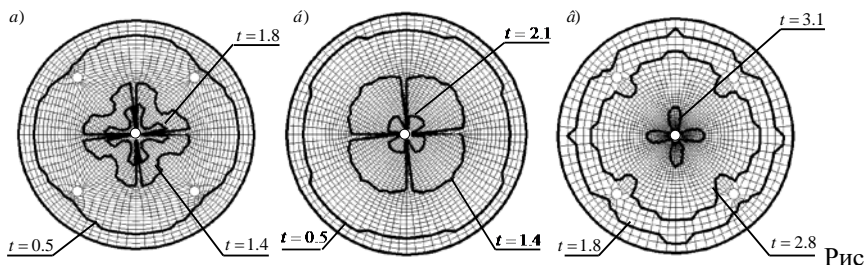 а) á) â)
t = 1.8 t = 2.1 t = 3.1
t = 0.5 t = 1.4 t = 0.5 t = 1.4 t = 1.8 t = 2.8
Рис